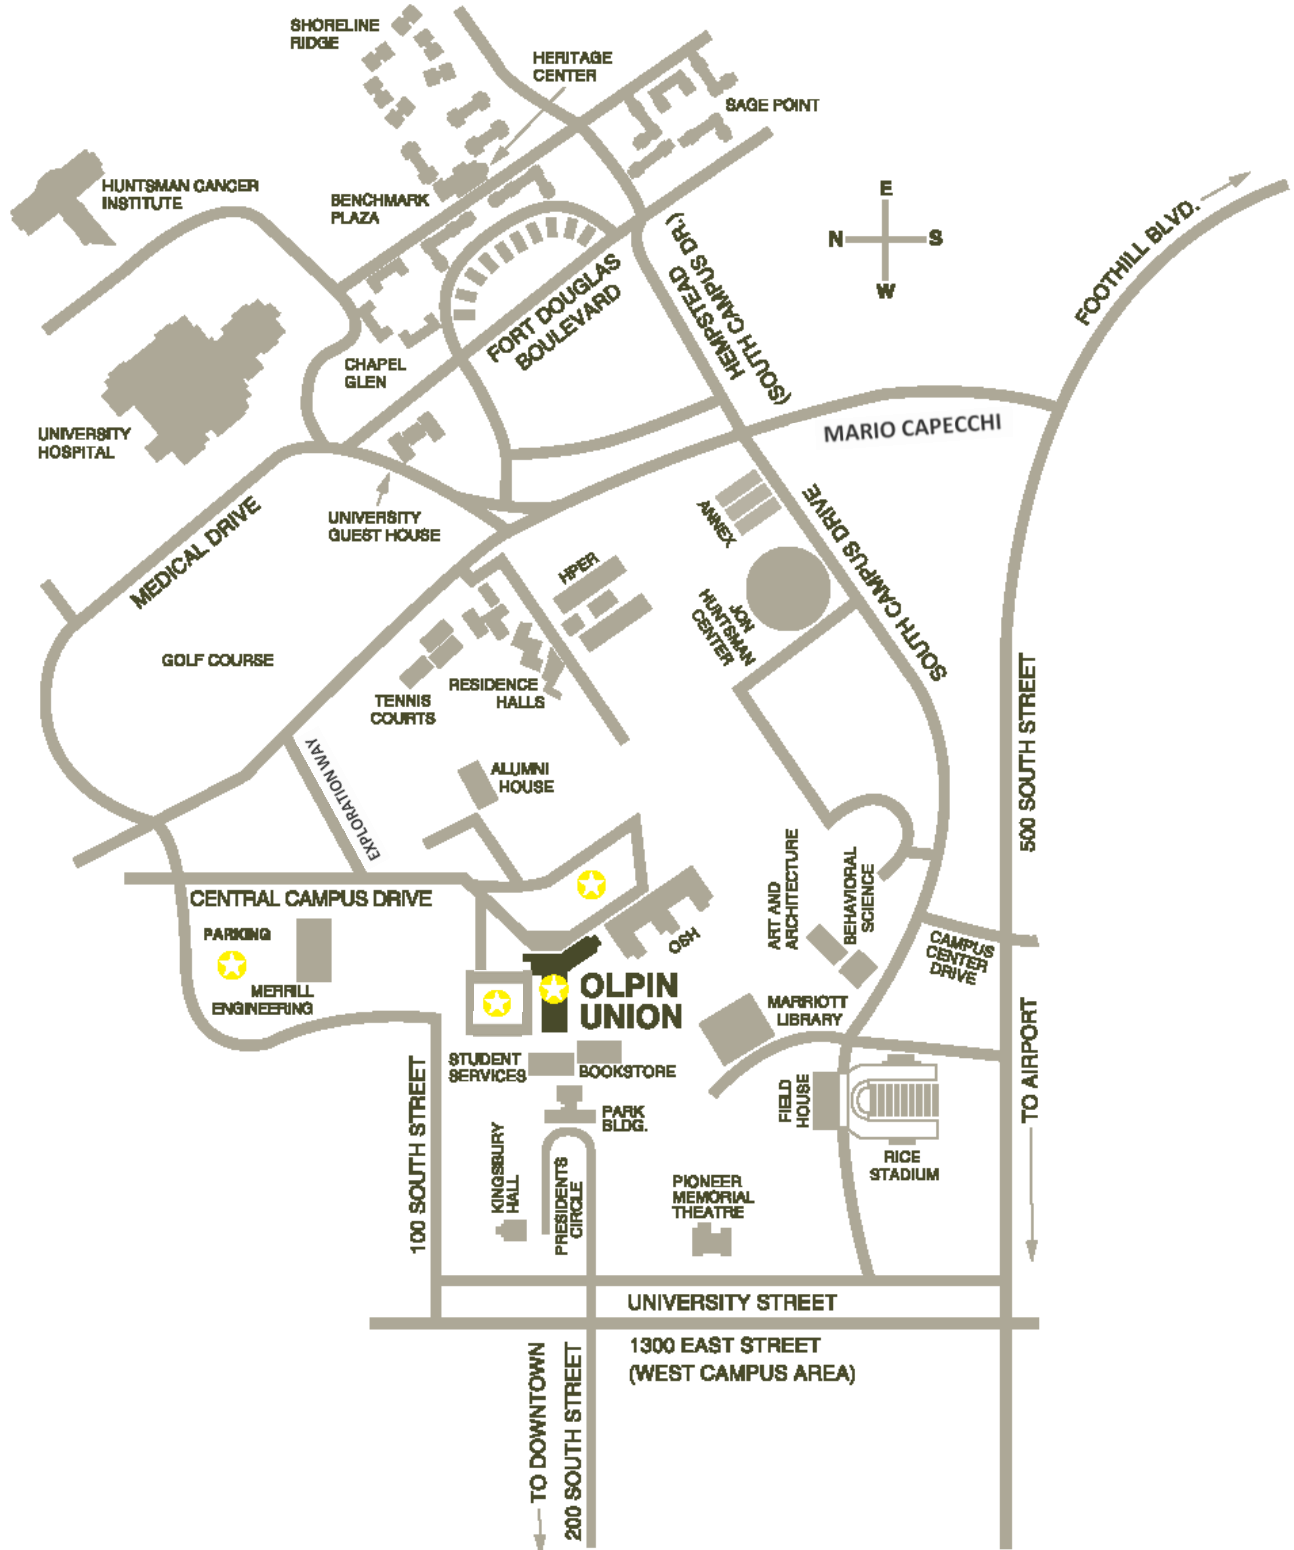 SHORELINE
RIDGE
HERITAGE
CENTER
SAGE POINT
HUNTSMAN CANCER
INSTITUTE
BENCHMARK
PLAZA
E
N
S
W
FOOTHILL BLVD.
HEMPSTEAD
(SOUTH CAMPUS DR.)
FORT DOUGLAS
BOULEVARD
CHAPEL
GLEN
UNIVERSITY
HOSPITAL
MARIO CAPECCHI
UNIVERSITY
GUEST HOUSE
MEDICAL DRIVE
ANNEX
SOUTH CAMPUS DRIVE
HPER
JON
HUNTSMAN
CENTER
GOLF COURSE
RESIDENCE
HALLS
TENNIS
COURTS
500 SOUTH STREET
EXPLORATION WAY
ALUMNI
HOUSE
ART AND
ARCHITECTURE
BEHAVIORAL
SCIENCE
CENTRAL CAMPUS DRIVE
PARKING
OSH
CAMPUS
CENTER
DRIVE
MERRILL
ENGINEERING
OLPIN
UNION
MARRIOTT
LIBRARY
STUDENT
SERVICES
BOOKSTORE
TO AIRPORT
100 SOUTH STREET
FIELD
HOUSE
PARK
BLDG.
KINGSBURY
HALL
PRESIDENTS
CIRCLE
RICE
STADIUM
PIONEER
MEMORIAL
THEATRE
UNIVERSITY STREET
1300 EAST STREET
(WEST CAMPUS AREA)
TO DOWNTOWN
200 SOUTH STREET